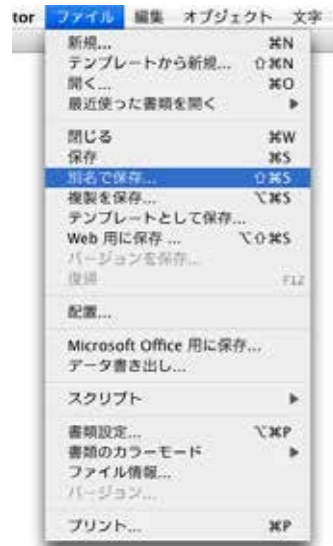 tor ファイル 編集 オブジェクト 文字
新規... ⌘N
テンプレートから新規... ⇧⌘N
開く... ⌘O
最近使った書類を開く ▶
閉じる ⌘W
保存 ⌘S
別名で保存... ⇧⌘S
複製を保存... ⌥⌘S
テンプレートとして保存...
Web 用に保存 ... ⌥⇧⌘S
バージョンを保存...
復帰 F12
配置...
Microsoft Office 用に保存...
データ書き出し...
スクリプト ▶
書類設定... ⌥⌘P
書類のカラーモード ▶
ファイル情報...
バージョン...
プリント... ⌘P